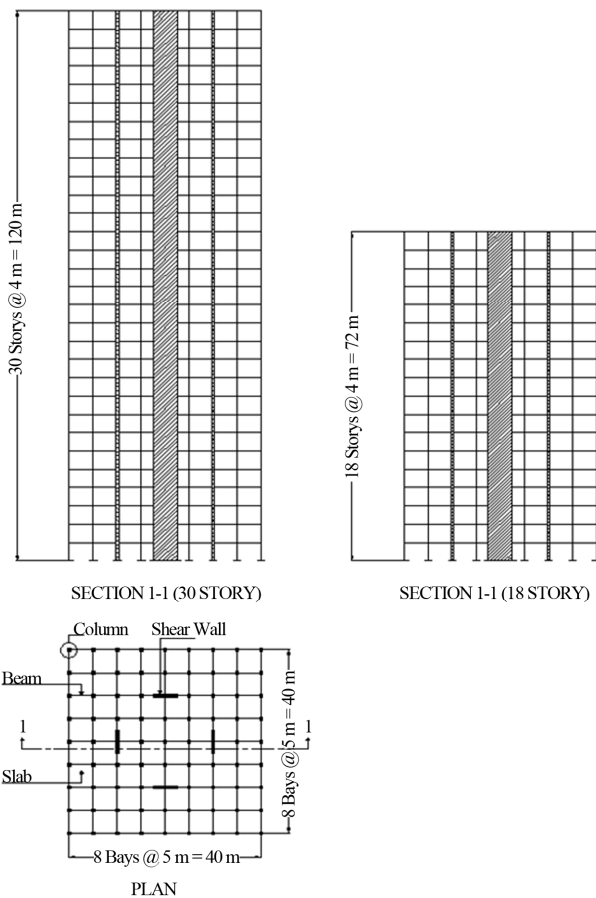 30 Storys @ 4 m = 120 m
18 Storys @ 4 m = 72 m
SECTION 1-1 (30 STORY)
SECTION 1-1 (18 STORY)
Column
Shear Wall
Beam
1
1
Slab
8 Bays @ 5 m = 40 m
8 Bays @ 5 m = 40 m
PLAN